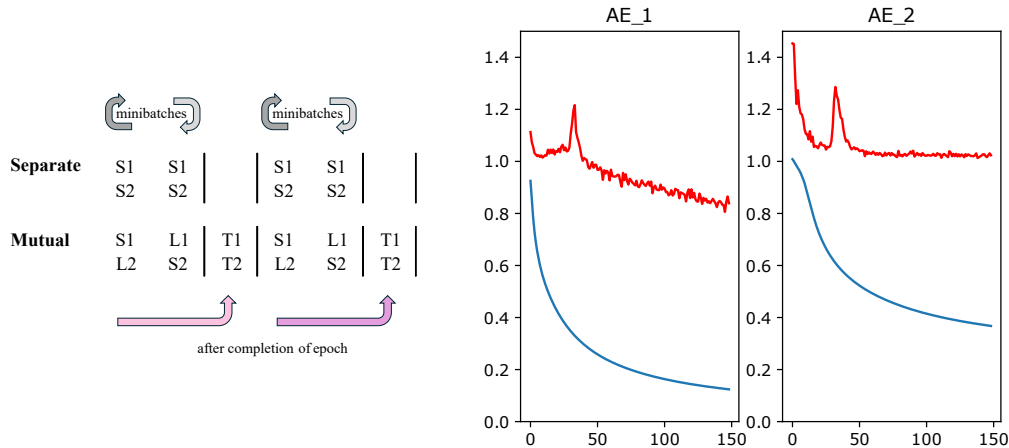 minibatches minibatches
Separate S1 S1 S1 S1
S2 S2 S2 S2
Mutual S1 L1 T1 S1 L1 T1
L2 S2 T2 L2 S2 T2
after completion of epoch
AE_1
1.4
1.2
1.0
0.8
0.6
0.4
0.2
0.0
0 50 100 150
AE_2
1.4
1.2
1.0
0.8
0.6
0.4
0.2
0.0
0 50 100 150